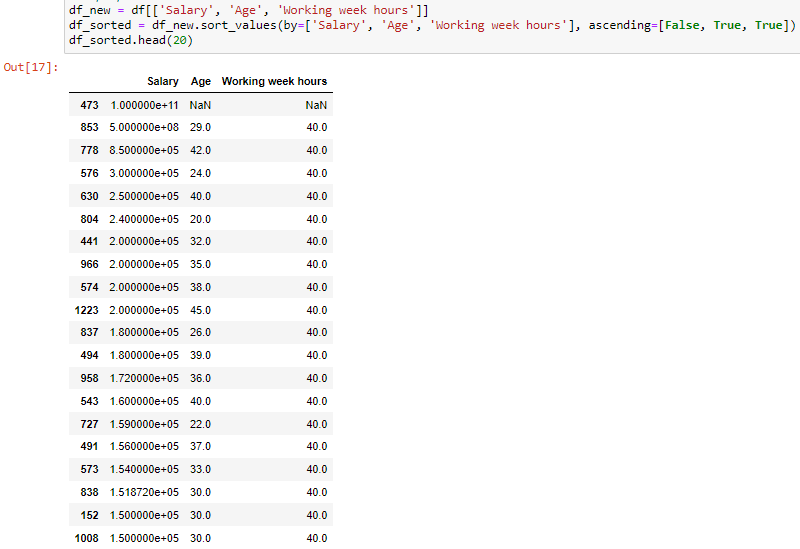 df_new = df[['Salary', 'Age', 'Working week hours']]
df_sorted = df_new.sort_values(by=['Salary', 'Age', 'Working week hours'], ascending=[False, True, True])
df_sorted.head(20)
Out[17]:
Salary Age Working week hours
473 1.000000e+11 NaN NaN
853 5.000000e+08 29.0 40.0
778 8.500000e+05 42.0 40.0
576 3.000000e+05 24.0 40.0
630 2.500000e+05 40.0 40.0
804 2.400000e+05 20.0 40.0
441 2.000000e+05 32.0 40.0
966 2.000000e+05 35.0 40.0
574 2.000000e+05 38.0 40.0
1223 2.000000e+05 45.0 40.0
837 1.800000e+05 26.0 40.0
494 1.800000e+05 39.0 40.0
958 1.720000e+05 36.0 40.0
543 1.600000e+05 40.0 40.0
727 1.590000e+05 22.0 40.0
491 1.560000e+05 37.0 40.0
573 1.540000e+05 33.0 40.0
838 1.518720e+05 30.0 40.0
152 1.500000e+05 30.0 40.0
1008 1.500000e+05 30.0 40.0